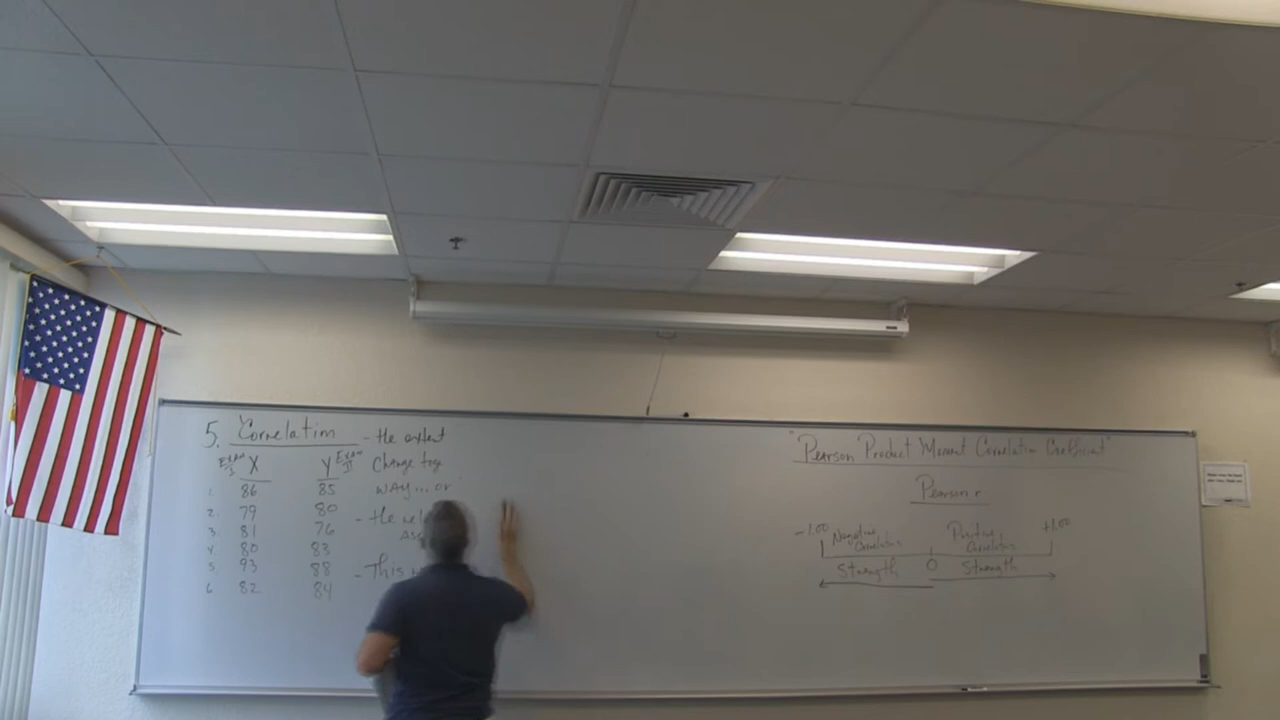 5. Correlation - the extent
Exam I X Y Exam II change toge
1. 86 85 way... or
2. 79 80 - the rel
3. 81 76 ass
4. 80 83
5. 93 88 - This
6. 82 84
"Pearson Product Moment Correlation Coefficient"
Pearson r
-1.00 Negative Correlation Positive Correlation +1.00
Strength 0 Strength